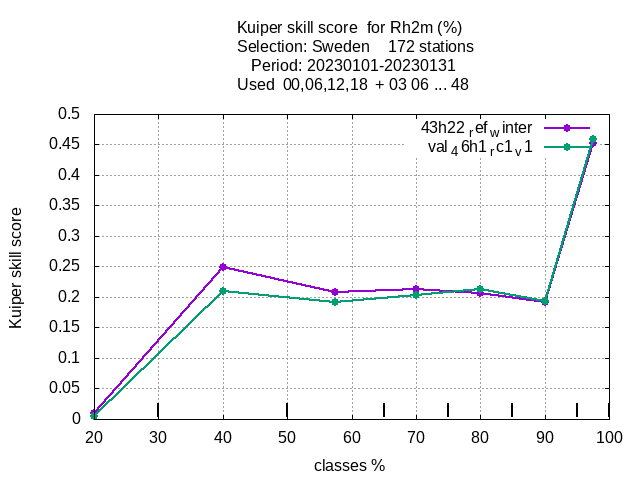 Kuiper skill score  for Rh2m (%)
Selection: Sweden    172 stations
Period: 20230101-20230131
Used  00,06,12,18  + 03 06 ... 48
43h22_ref_winter
val_46h1_rc1_v1
0.5
0.45
0.4
0.35
0.3
0.25
0.2
0.15
0.1
0.05
0
Kuiper skill score
20 30 40 50 60 70 80 90 100
classes %